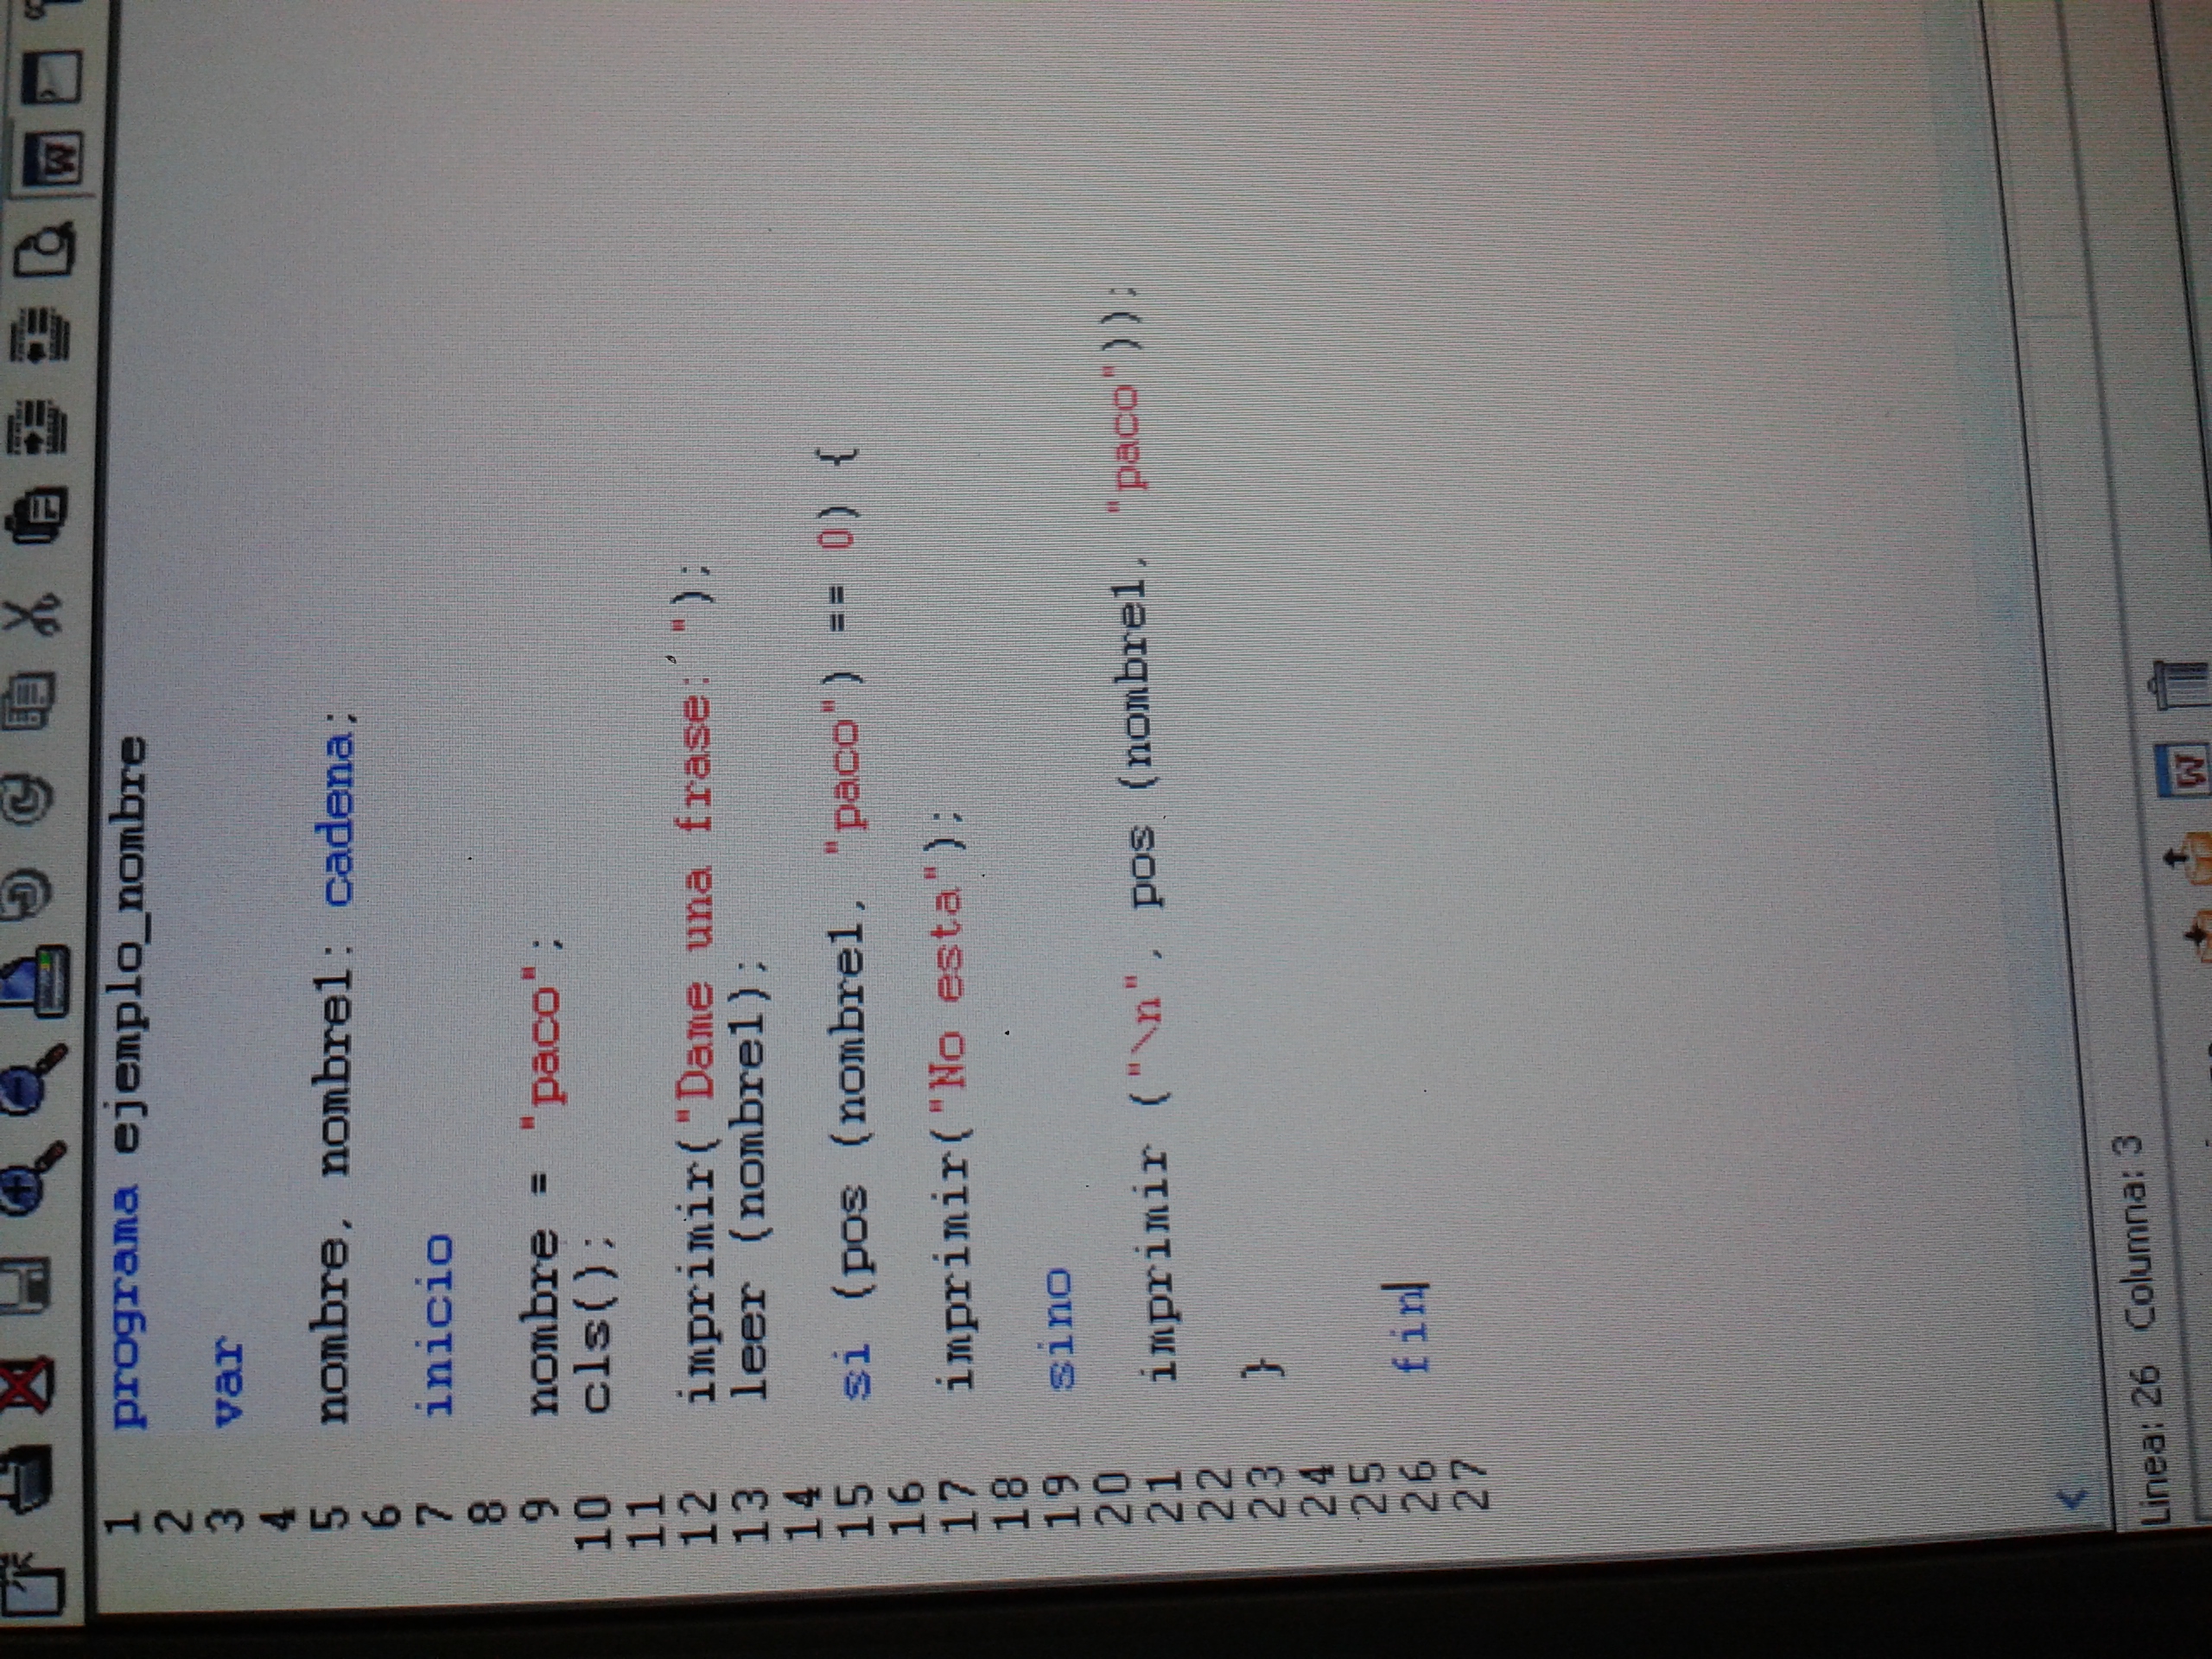 1 programa ejemplo_nombre
2
3 var
4
5 nombre, nombre1: cadena;
6
7 inicio
8
9 nombre = "paco";
10 cls();
11
12 imprimir("Dame una frase: ");
13 leer (nombre1);
14
15 si (pos (nombre1, "paco") == 0) {
16
17 imprimir("No esta");
18
19 sino
20
21 imprimir ("\n", pos (nombre1, "paco"));
22
23 }
24
25
26 fin
27
Linea: 26 Columna: 3